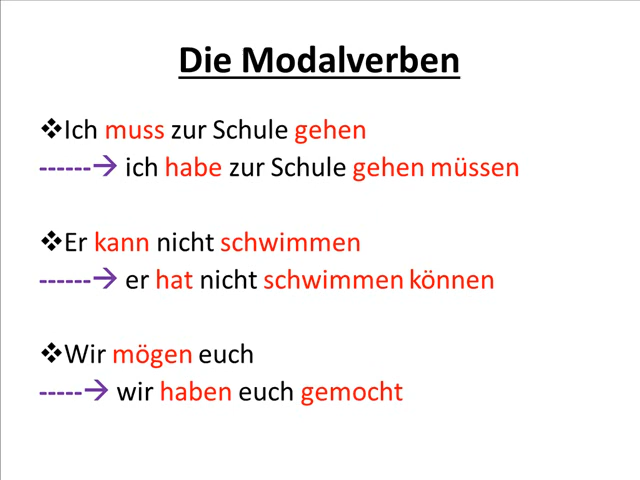 Die Modalverben
❖Ich muss zur Schule gehen
------→ ich habe zur Schule gehen müssen
❖Er kann nicht schwimmen
------→ er hat nicht schwimmen können
❖Wir mögen euch
-----→ wir haben euch gemocht